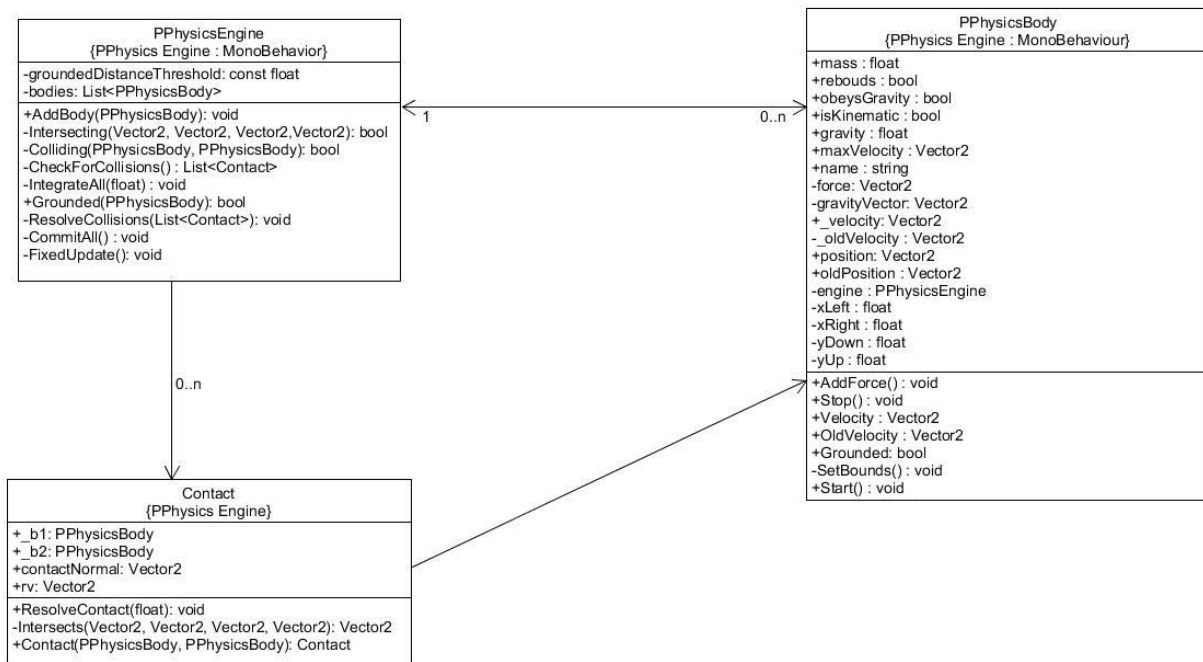 PPhysicsEngine
{PPhysics Engine : MonoBehavior}
-groundedDistanceThreshold: const float
-bodies: List<PPhysicsBody>
+AddBody(PPhysicsBody): void
-Intersecting(Vector2, Vector2, Vector2,Vector2): bool
-Colliding(PPhysicsBody, PPhysicsBody): bool
-CheckForCollisions() : List<Contact>
-IntegrateAll(float) : void
+Grounded(PPhysicsBody): bool
-ResolveCollisions(List<Contact>): void
-CommitAll() : void
-FixedUpdate(): void
1
0..n
PPhysicsBody
{PPhysics Engine : MonoBehaviour}
+mass : float
+rebouds : bool
+obeysGravity : bool
+isKinematic : bool
+gravity : float
+maxVelocity : Vector2
+name : string
-force: Vector2
-gravityVector: Vector2
+_velocity: Vector2
-_oldVelocity : Vector2
+position: Vector2
+oldPosition : Vector2
-engine : PPhysicsEngine
-xLeft : float
-xRight : float
-yDown : float
-yUp : float
+AddForce() : void
+Stop() : void
+Velocity : Vector2
+OldVelocity : Vector2
+Grounded: bool
-SetBounds() : void
+Start() : void
0..n
Contact
{PPhysics Engine}
+_b1: PPhysicsBody
+_b2: PPhysicsBody
+contactNormal: Vector2
+rv: Vector2
+ResolveContact(float): void
-Intersects(Vector2, Vector2, Vector2, Vector2): Vector2
+Contact(PPhysicsBody, PPhysicsBody): Contact